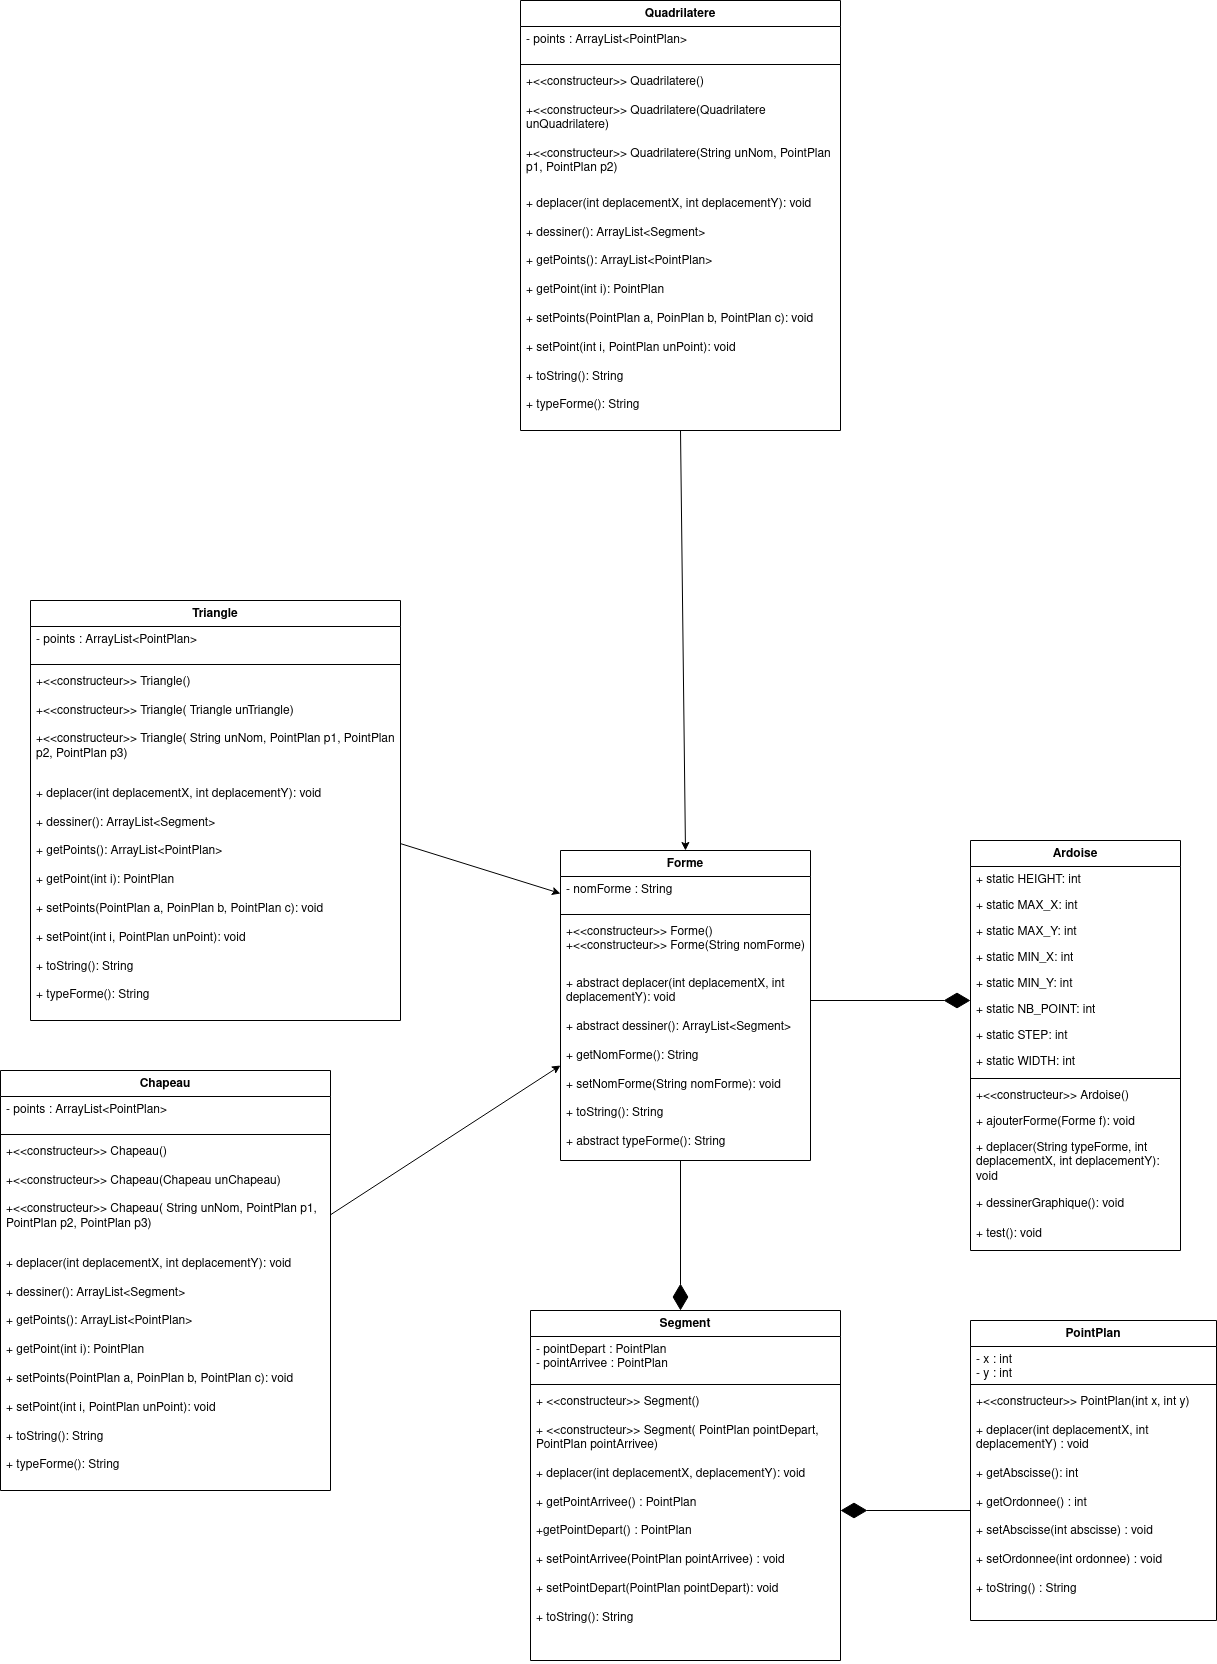 Quadrilatere
- points : ArrayList<PointPlan>
+<<constructeur>> Quadrilatere()
+<<constructeur>> Quadrilatere(Quadrilatere
unQuadrilatere)
+<<constructeur>> Quadrilatere(String unNom, PointPlan
p1, PointPlan p2)
+ deplacer(int deplacementX, int deplacementY): void
+ dessiner(): ArrayList<Segment>
+ getPoints(): ArrayList<PointPlan>
+ getPoint(int i): PointPlan
+ setPoints(PointPlan a, PoinPlan b, PointPlan c): void
+ setPoint(int i, PointPlan unPoint): void
+ toString(): String
+ typeForme(): String
Triangle
- points : ArrayList<PointPlan>
+<<constructeur>> Triangle()
+<<constructeur>> Triangle( Triangle unTriangle)
+<<constructeur>> Triangle( String unNom, PointPlan p1, PointPlan
p2, PointPlan p3)
+ deplacer(int deplacementX, int deplacementY): void
+ dessiner(): ArrayList<Segment>
+ getPoints(): ArrayList<PointPlan>
+ getPoint(int i): PointPlan
+ setPoints(PointPlan a, PoinPlan b, PointPlan c): void
+ setPoint(int i, PointPlan unPoint): void
+ toString(): String
+ typeForme(): String
Forme
- nomForme : String
+<<constructeur>> Forme()
+<<constructeur>> Forme(String nomForme)
+ abstract deplacer(int deplacementX, int
deplacementY): void
+ abstract dessiner(): ArrayList<Segment>
+ getNomForme(): String
+ setNomForme(String nomForme): void
+ toString(): String
+ abstract typeForme(): String
Ardoise
+ static HEIGHT: int
+ static MAX_X: int
+ static MAX_Y: int
+ static MIN_X: int
+ static MIN_Y: int
+ static NB_POINT: int
+ static STEP: int
+ static WIDTH: int
+<<constructeur>> Ardoise()
+ ajouterForme(Forme f): void
+ deplacer(String typeForme, int
deplacementX, int deplacementY):
void
+ dessinerGraphique(): void
+ test(): void
Chapeau
- points : ArrayList<PointPlan>
+<<constructeur>> Chapeau()
+<<constructeur>> Chapeau(Chapeau unChapeau)
+<<constructeur>> Chapeau( String unNom, PointPlan p1,
PointPlan p2, PointPlan p3)
+ deplacer(int deplacementX, int deplacementY): void
+ dessiner(): ArrayList<Segment>
+ getPoints(): ArrayList<PointPlan>
+ getPoint(int i): PointPlan
+ setPoints(PointPlan a, PoinPlan b, PointPlan c): void
+ setPoint(int i, PointPlan unPoint): void
+ toString(): String
+ typeForme(): String
Segment
- pointDepart : PointPlan
- pointArrivee : PointPlan
+ <<constructeur>> Segment()
+ <<constructeur>> Segment( PointPlan pointDepart,
PointPlan pointArrivee)
+ deplacer(int deplacementX, deplacementY): void
+ getPointArrivee() : PointPlan
+getPointDepart() : PointPlan
+ setPointArrivee(PointPlan pointArrivee) : void
+ setPointDepart(PointPlan pointDepart): void
+ toString(): String
PointPlan
- x : int
- y : int
+<<constructeur>> PointPlan(int x, int y)
+ deplacer(int deplacementX, int
deplacementY) : void
+ getAbscisse(): int
+ getOrdonnee() : int
+ setAbscisse(int abscisse) : void
+ setOrdonnee(int ordonnee) : void
+ toString() : String